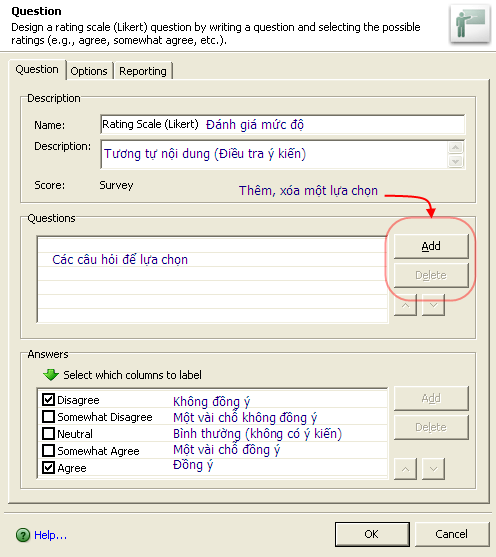 Question
Design a rating scale (Likert) question by writing a question and selecting the possible
ratings (e.g., agree, somewhat agree, etc.).
Question Options Reporting
Description
Name: Rating Scale (Likert) Đánh giá mức độ
Description: Tương tự nội dung (Điều tra ý kiến)
Score: Survey
Thêm, xóa một lựa chọn
Questions
Các câu hỏi để lựa chọn
Add
Delete
Answers
Select which columns to label
Disagree Không đồng ý
Somewhat Disagree Một vài chổ không đồng ý
Neutral Bình thường (không có ý kiến)
Somewhat Agree Một vài chổ đồng ý
Agree Đồng ý
Add
Delete
Help...
OK
Cancel